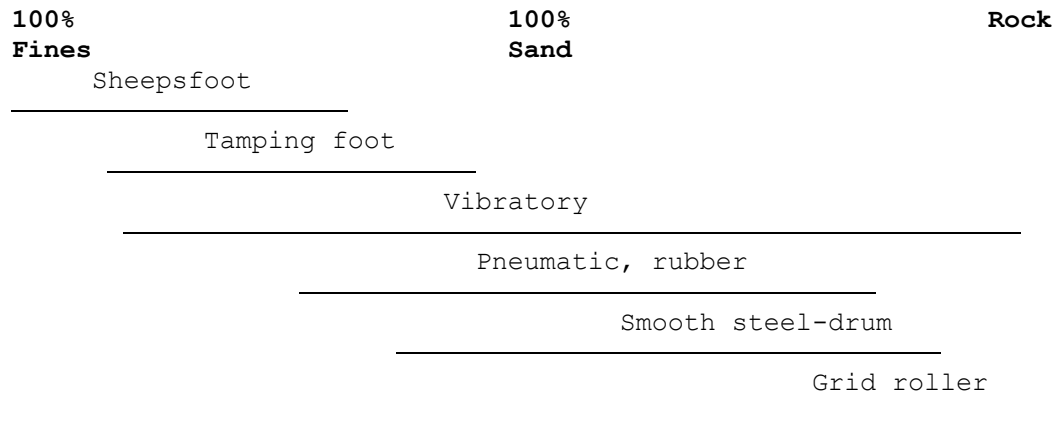 100% 100% Rock
Fines Sand
Sheepsfoot
Tamping foot
Vibratory
Pneumatic, rubber
Smooth steel-drum
Grid roller